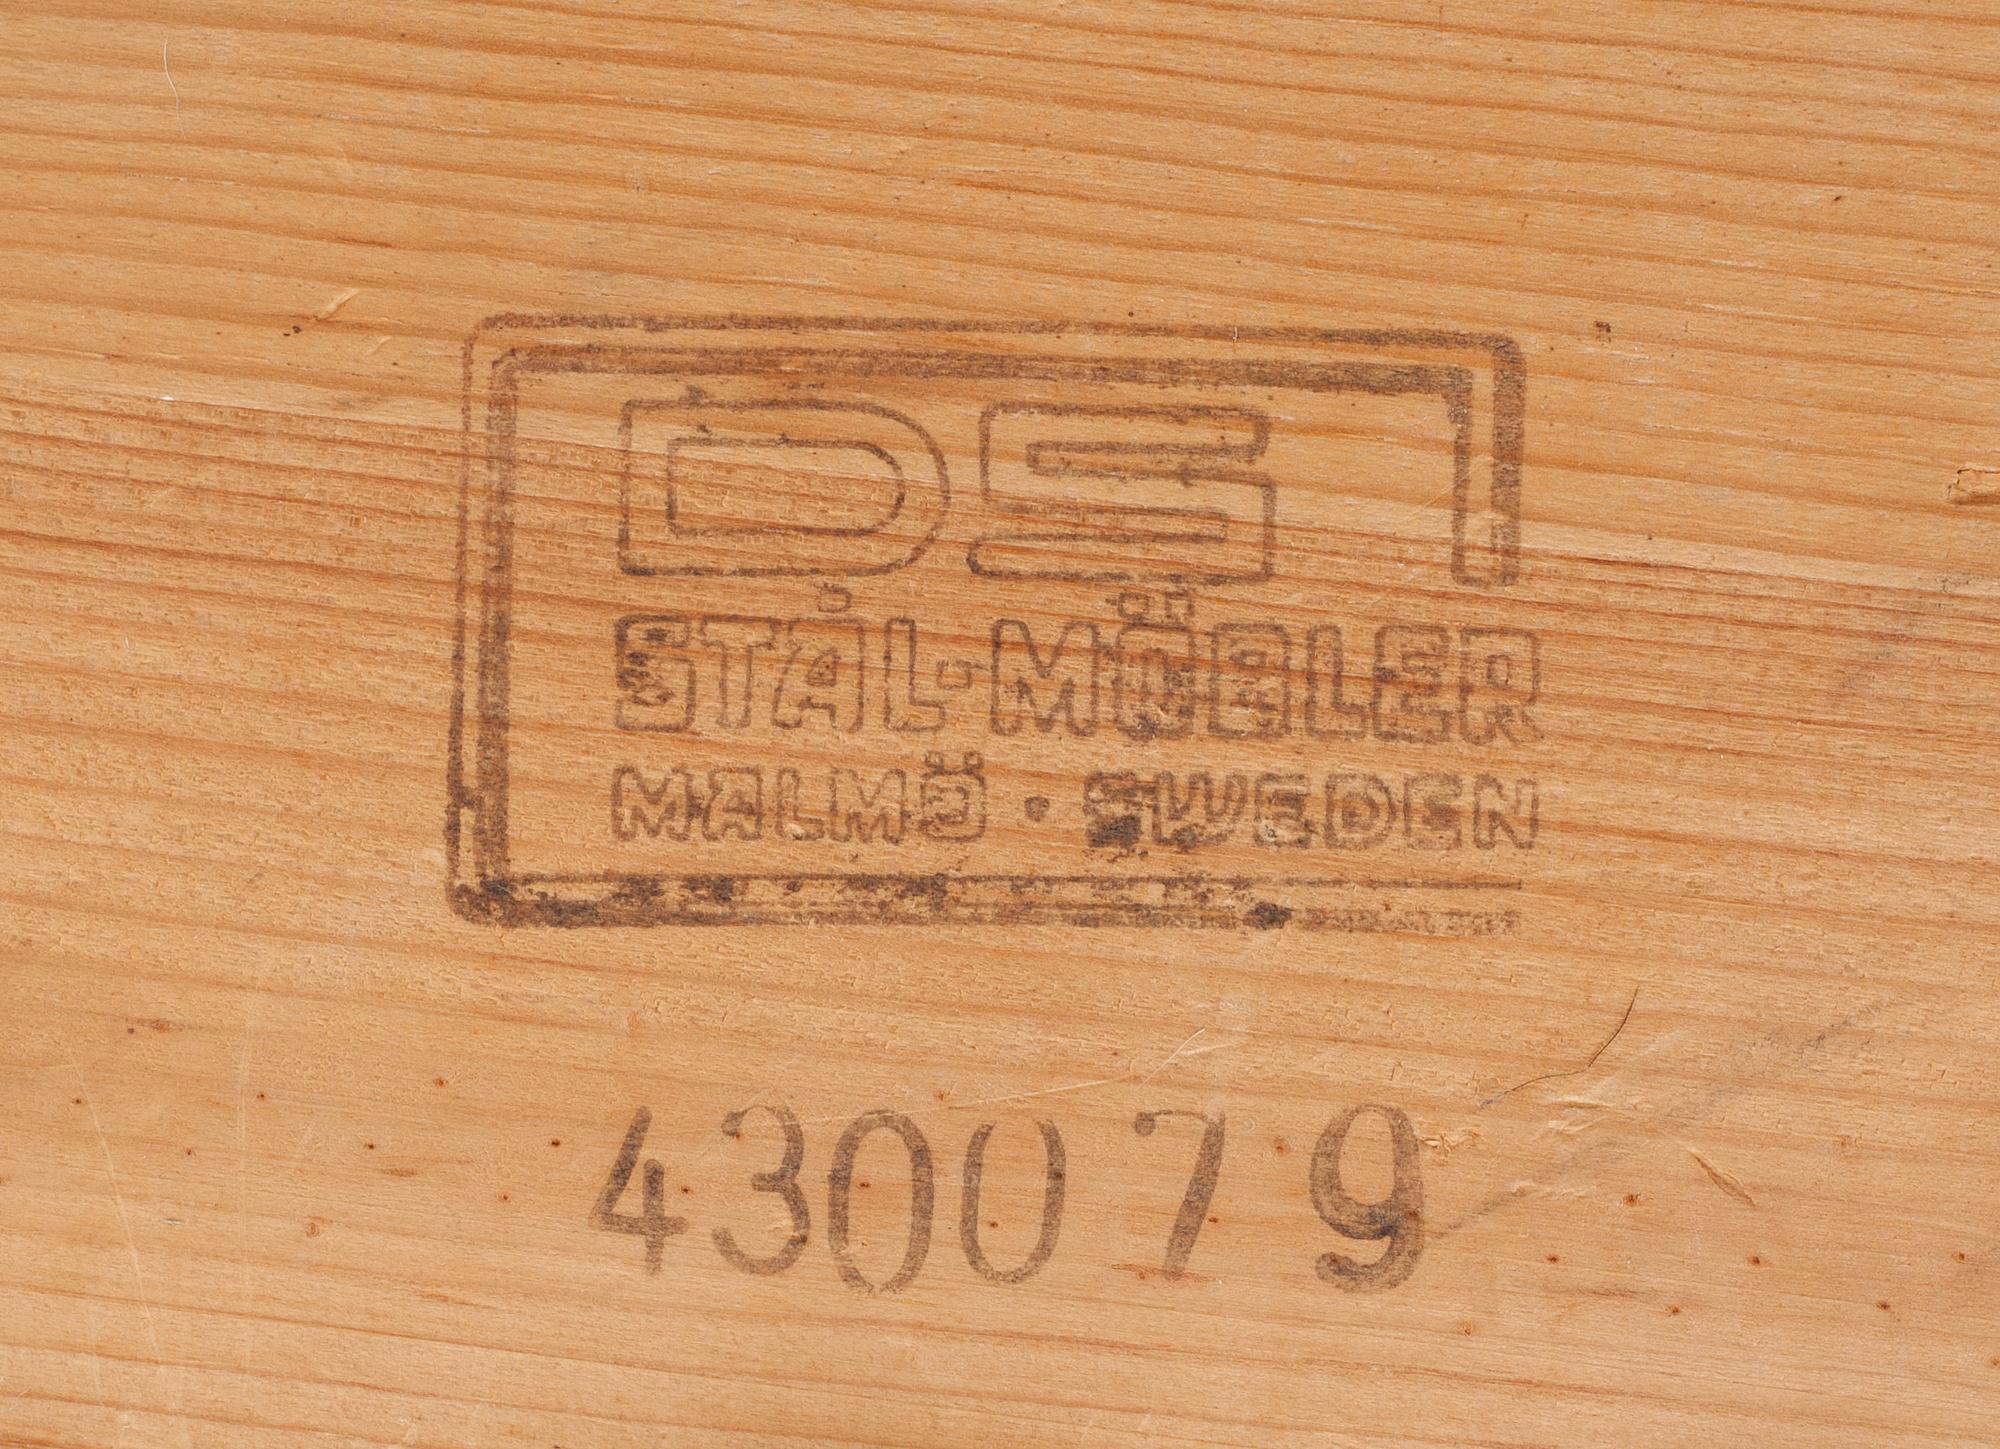 DS
STÅL-MÖBLER
MALMÖ · SWEDEN
430079